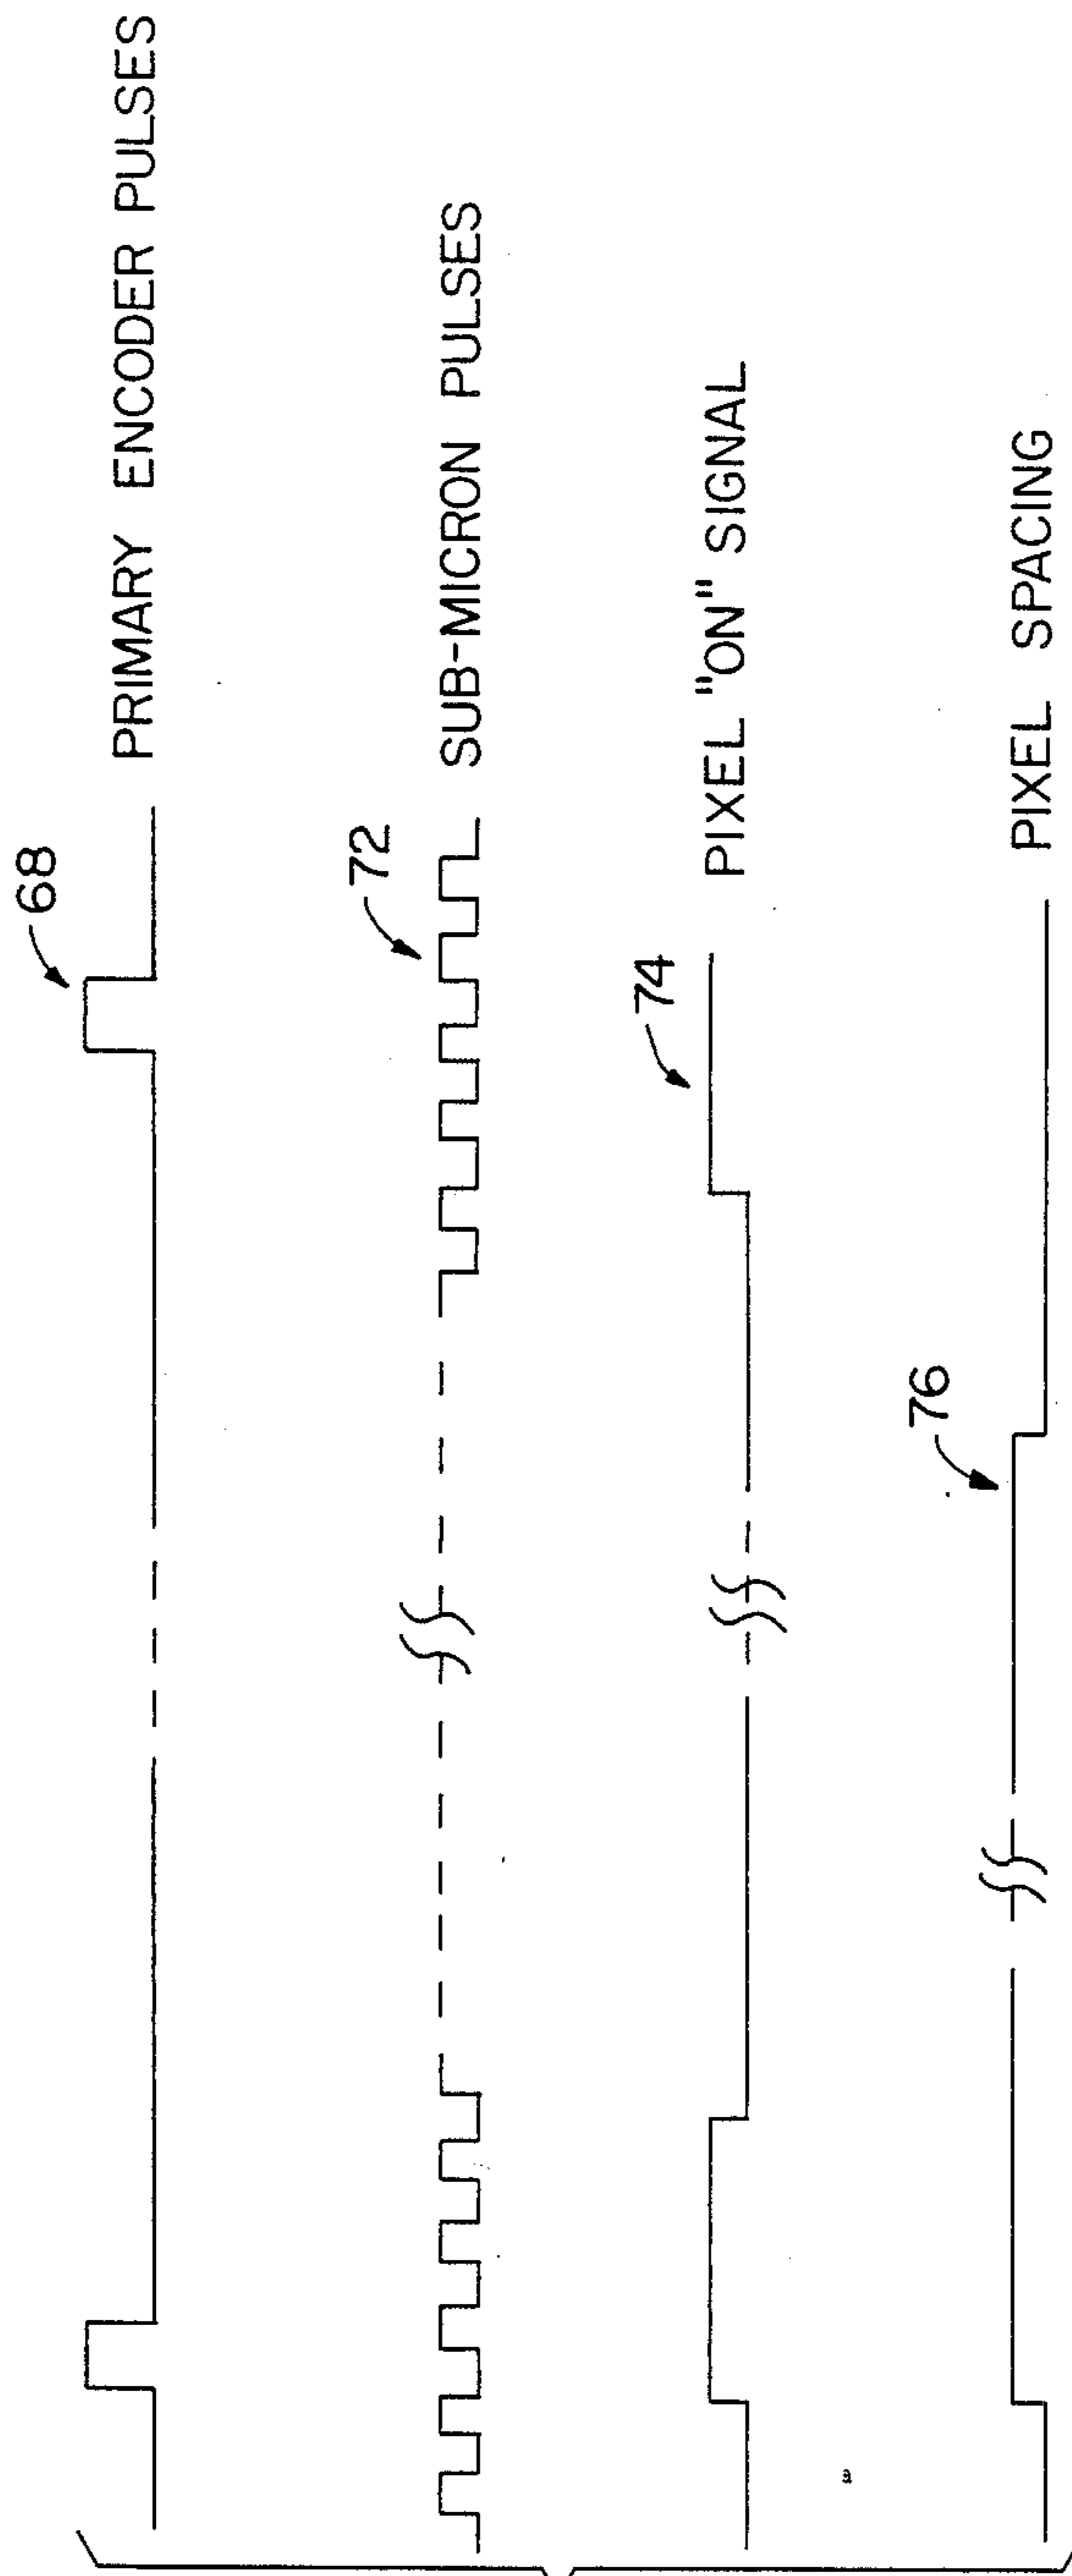 68
PRIMARY ENCODER PULSES
72
SUB-MICRON PULSES
74
PIXEL "ON" SIGNAL
76
PIXEL SPACING